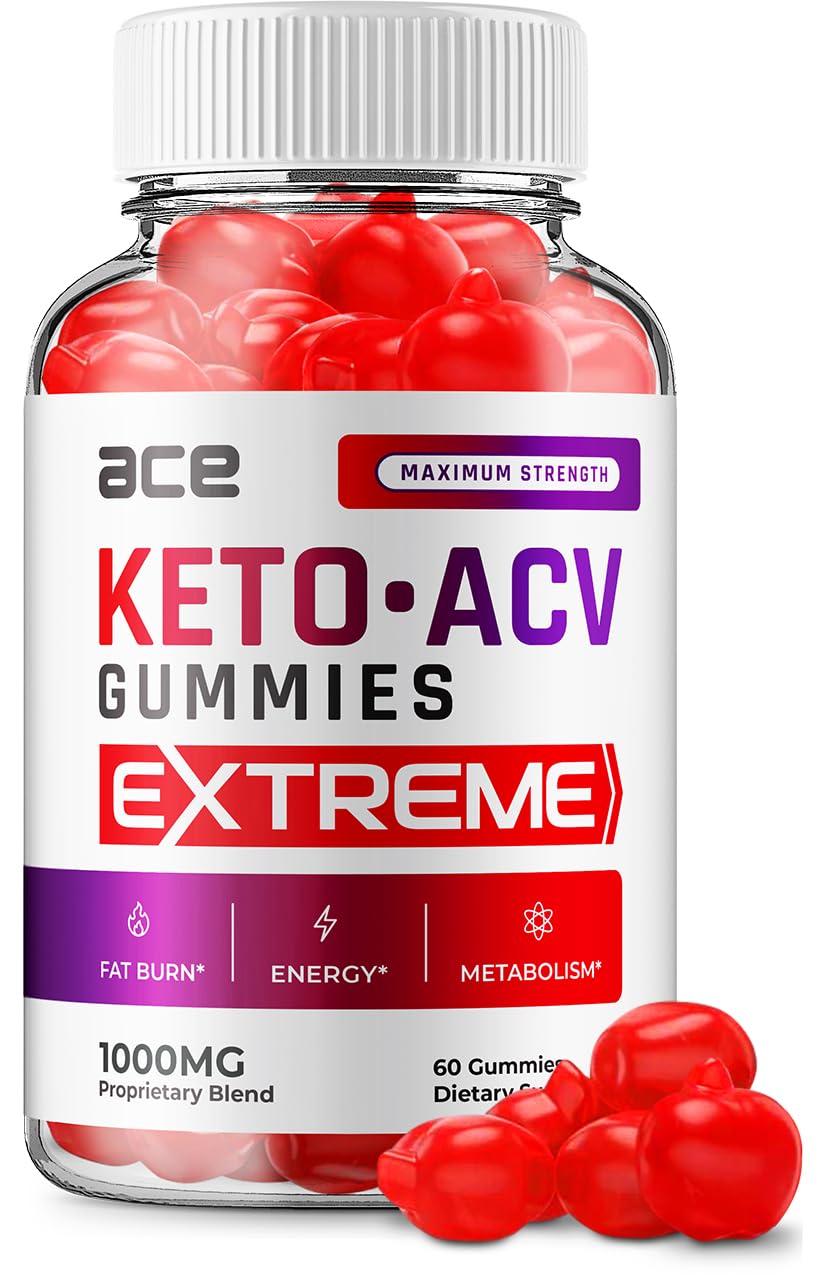 ace
MAXIMUM STRENGTH
KETO•ACV
GUMMIES
EXTREME
FAT BURN* ENERGY* METABOLISM*
1000MG
Proprietary Blend
60 Gummies
Dietary